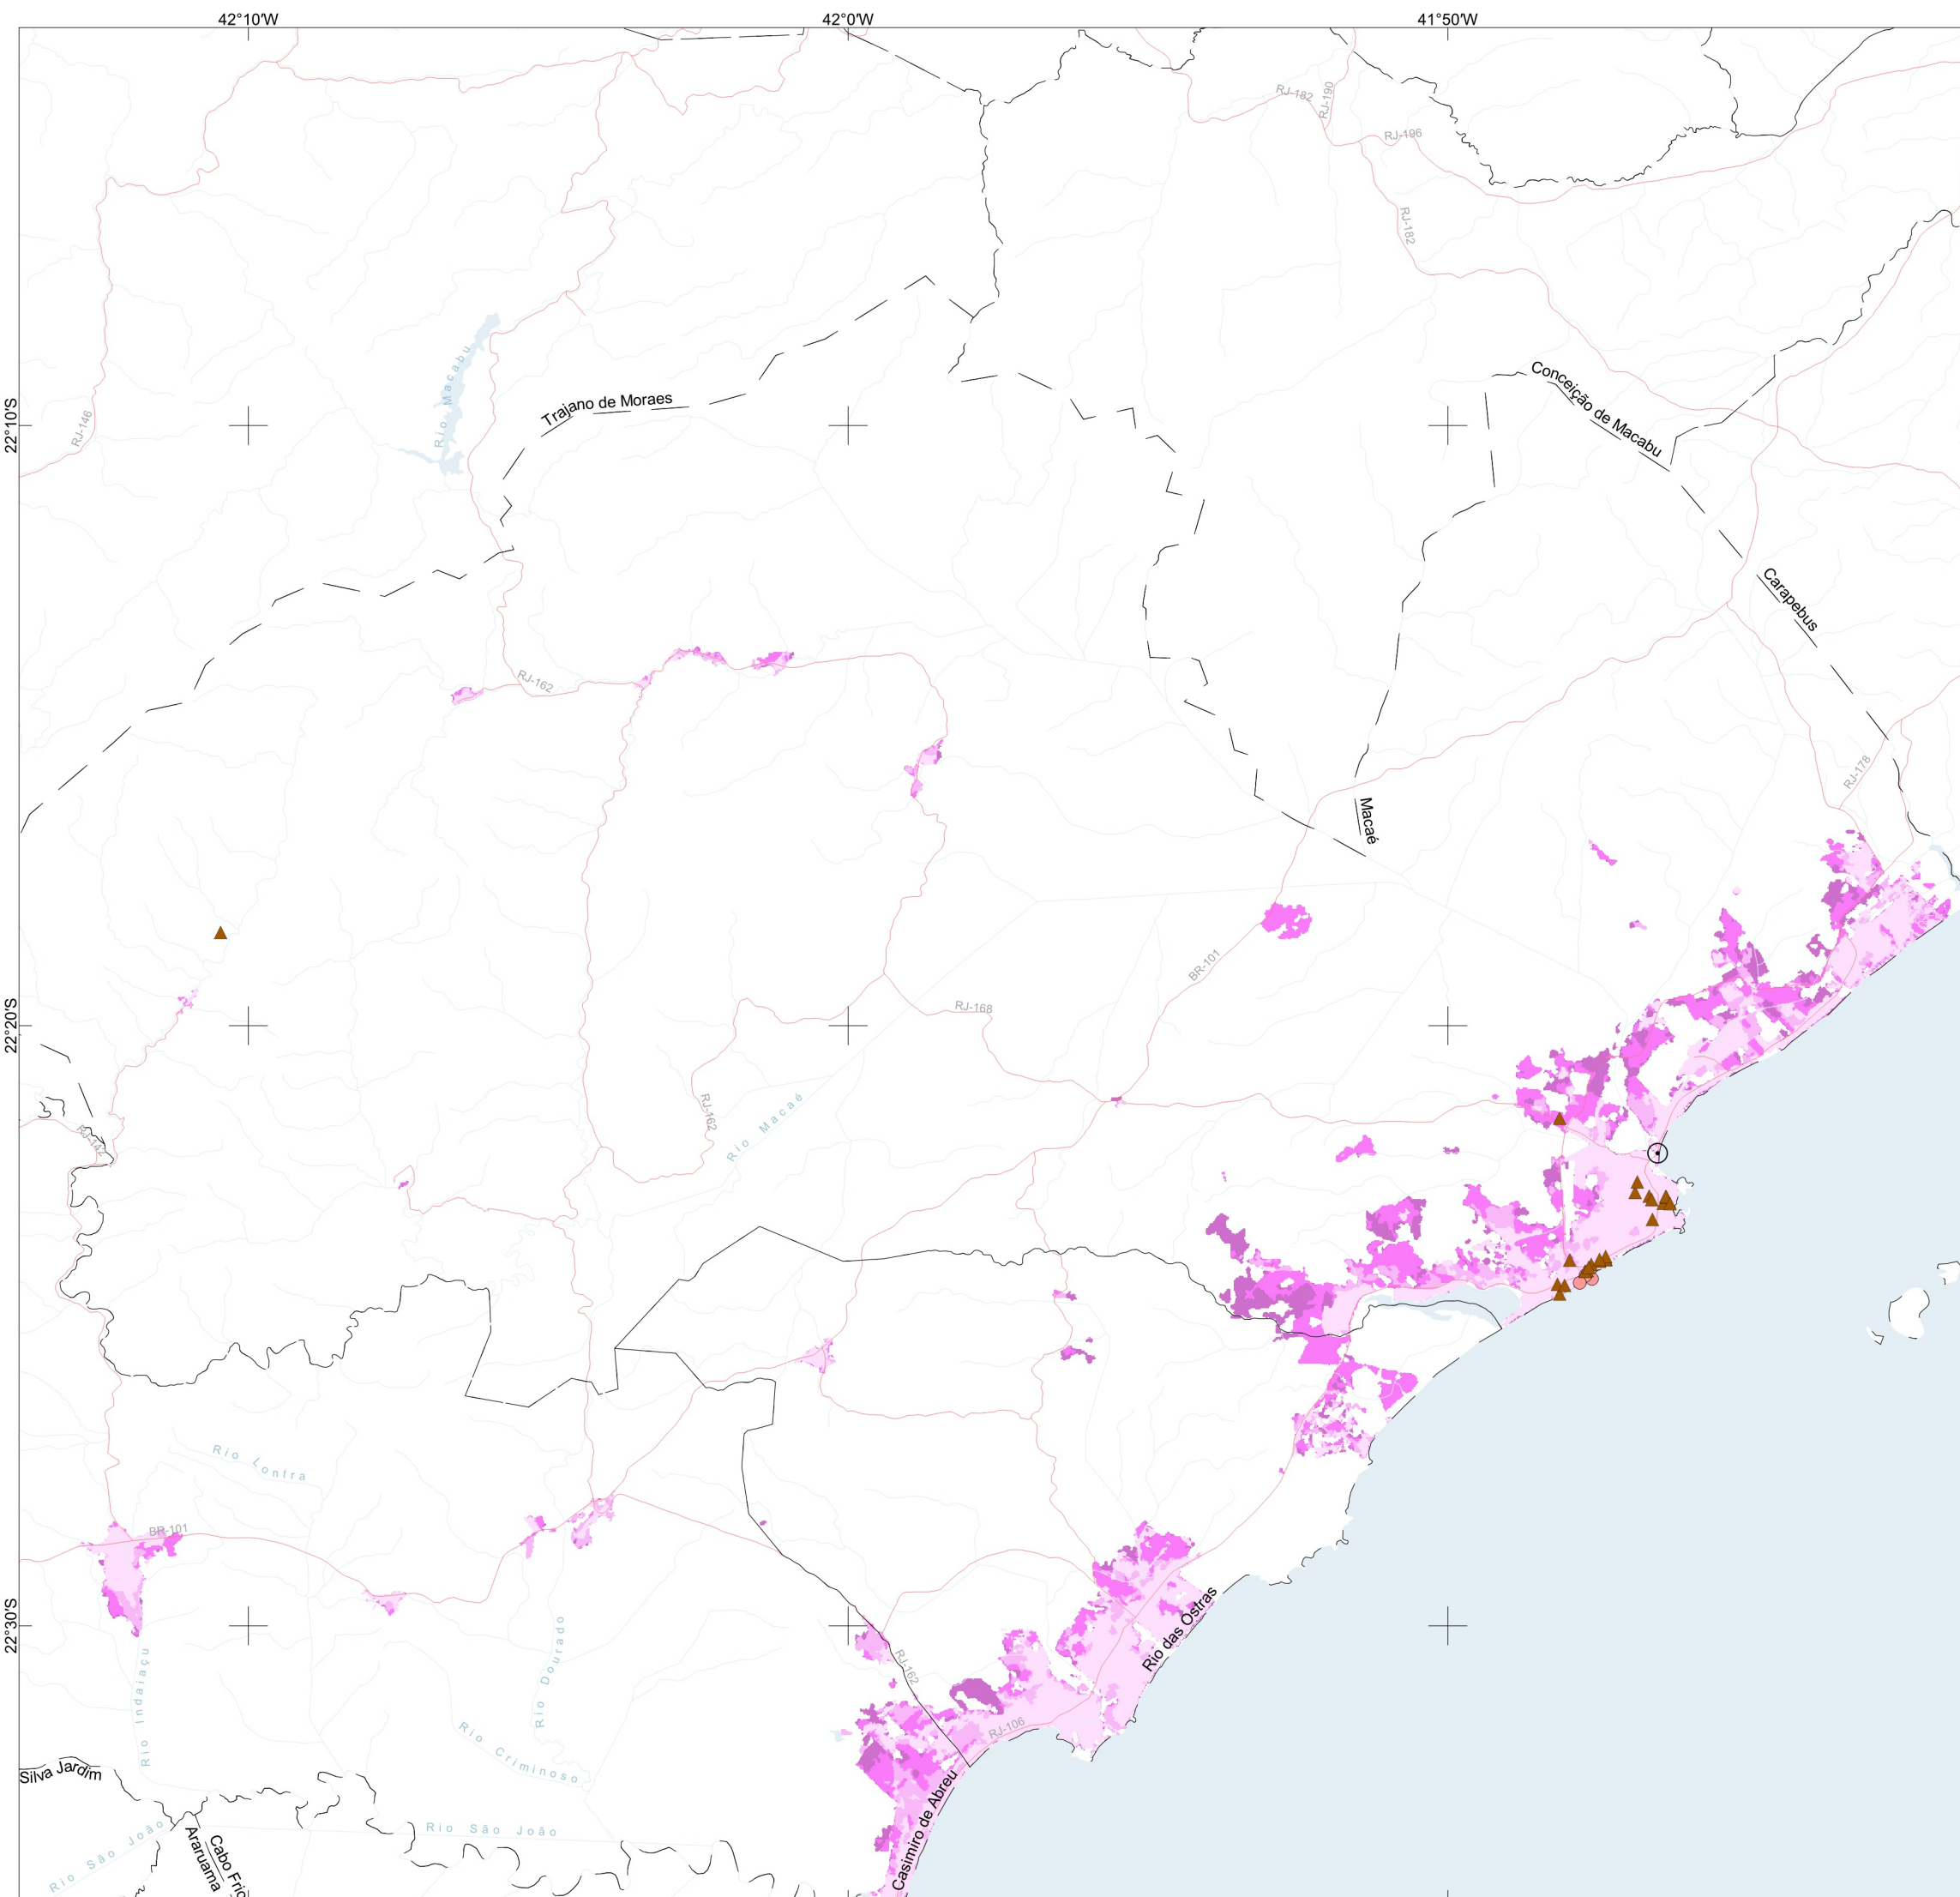 42°10'W
42°0'W
41°50'W
RJ-182
RJ-190
RJ-196
RJ-182
Rio Macabu
Trajano de Moraes
Conceição de Macabu
22°10'S
RJ-146
Carapebus
RJ-162
RJ-178
Macaé
BR-101
RJ-168
22°20'S
RJ-162
Rio Macaé
RJ-142
Rio Lontra
BR-101
22°30'S
Rio das Ostras
Rio Indaiaçu
Rio Dourado
RJ-162
RJ-106
Rio Criminoso
Silva Jardim
Casimiro de Abreu
Rio São João
Rio São João
Cabo Frio
Araruama